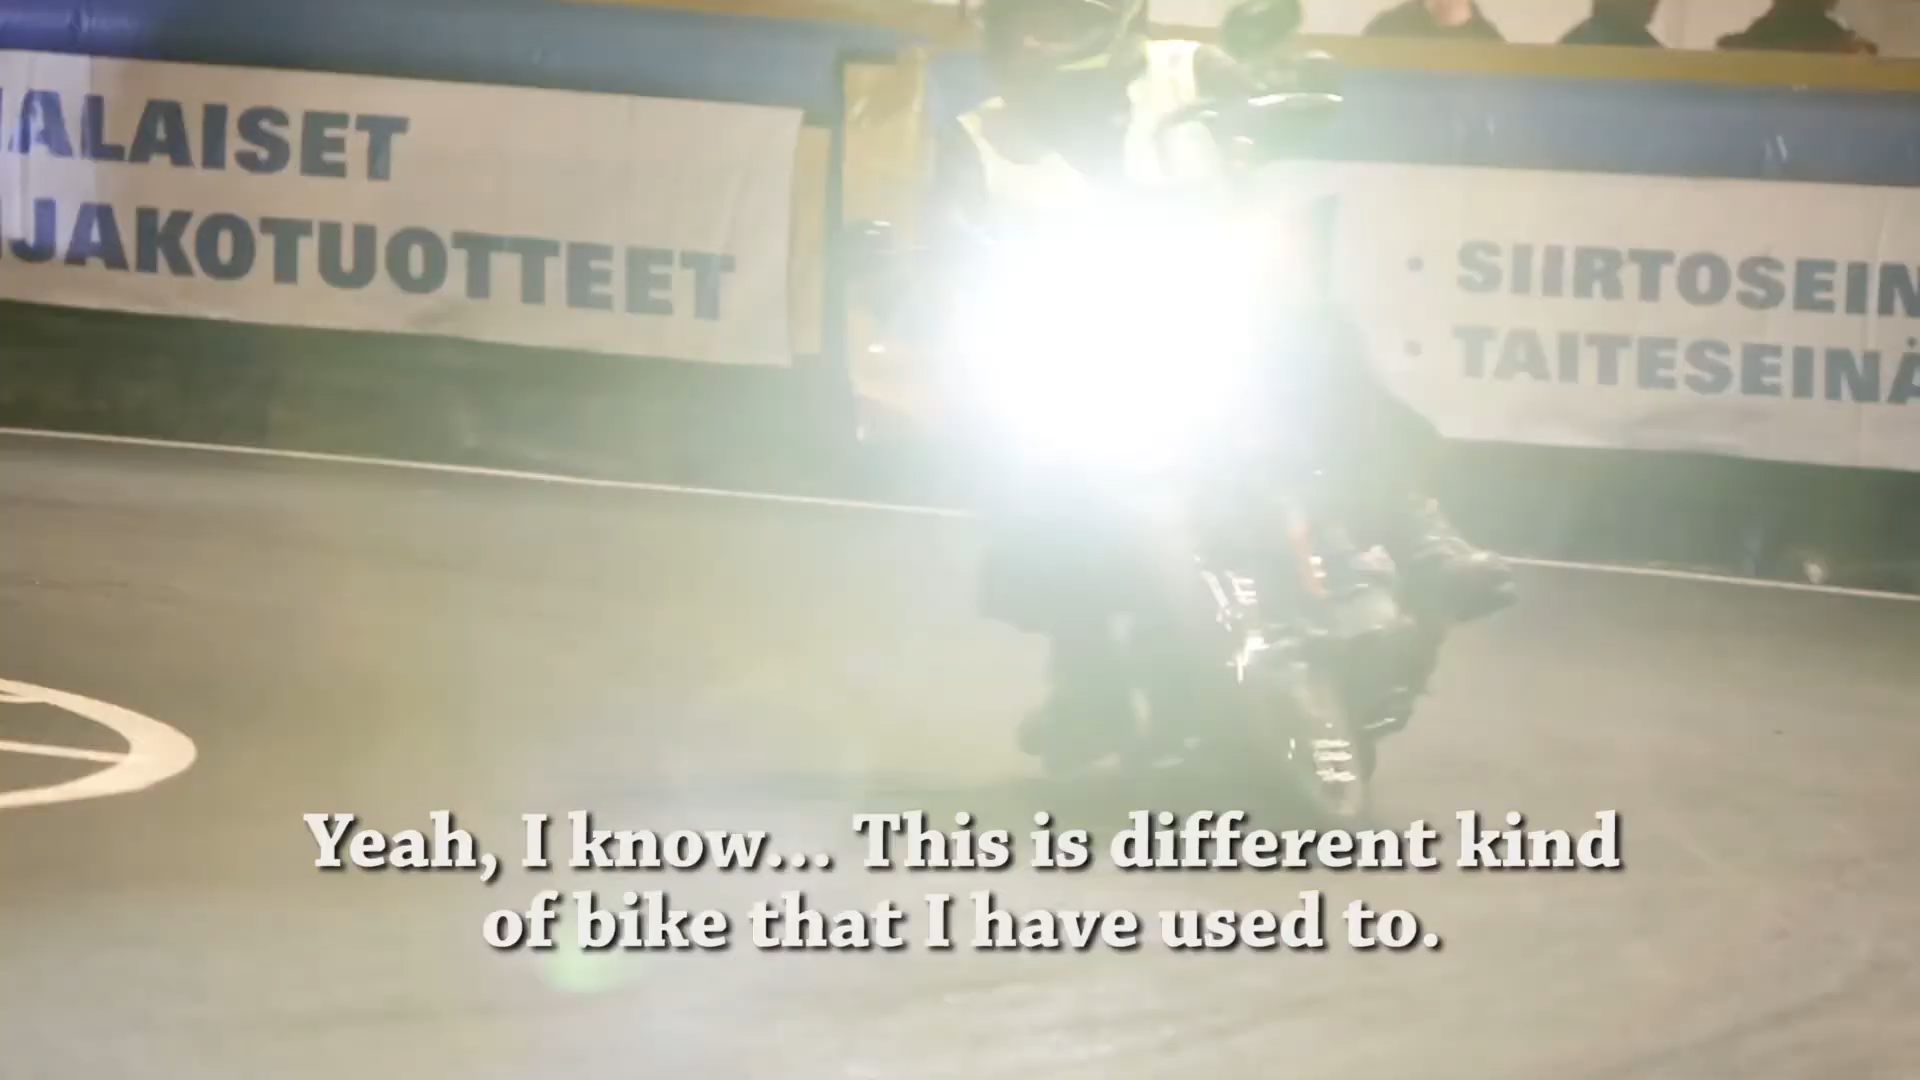 ALAISET
JAKOTUOTTEET
• SIIRTOSEIN
• TAITESEINÄ
Yeah, I know... This is different kind
of bike that I have used to.